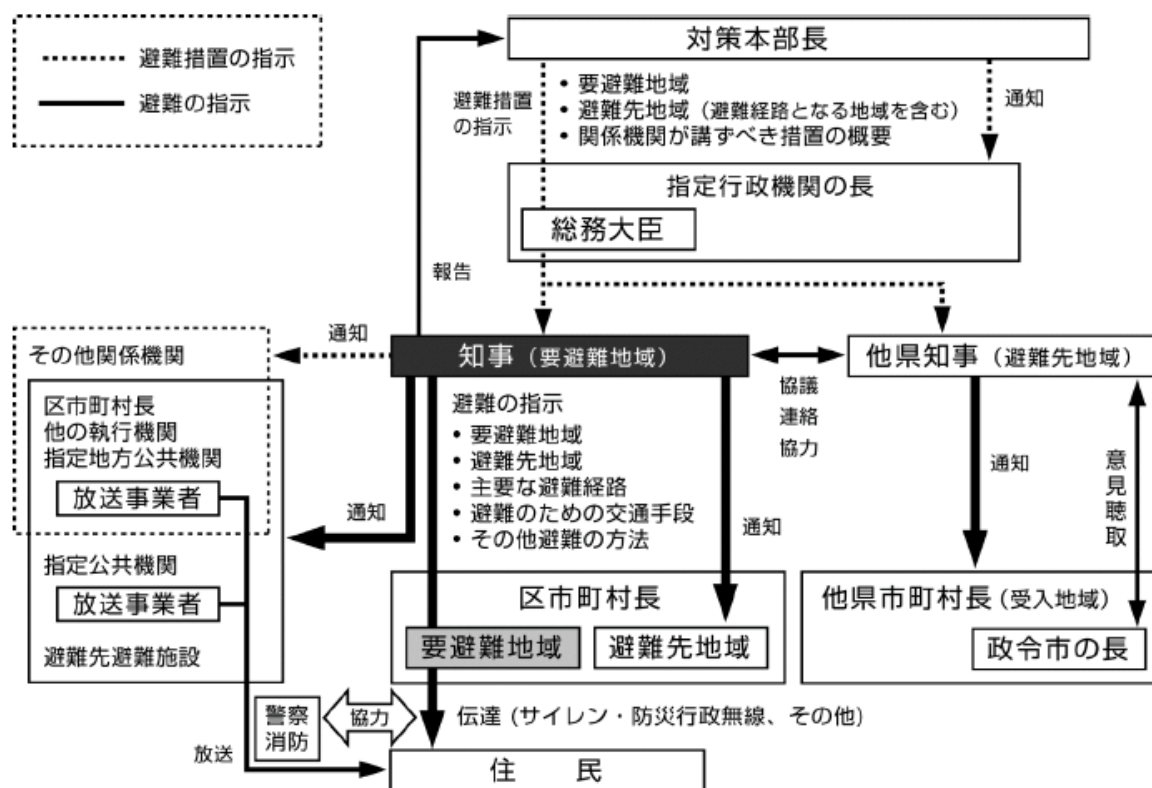 避難措置の指示
避難の指示
対策本部長
避難措置
の指示
• 要避難地域
• 避難先地域（避難経路となる地域を含む）
• 関係機関が講ずべき措置の概要
通知
指定行政機関の長
総務大臣
報告
通知
知事（要避難地域）
協議
連絡
協力
他県知事（避難先地域）
その他関係機関
区市町村長
他の執行機関
指定地方公共機関
放送事業者
指定公共機関
放送事業者
避難先避難施設
通知
避難の指示
• 要避難地域
• 避難先地域
• 主要な避難経路
• 避難のための交通手段
• その他避難の方法
通知
通知
意見聴取
区市町村長
要避難地域
避難先地域
他県市町村長（受入地域）
政令市の長
警察
消防
協力
伝達（サイレン・防災行政無線、その他）
放送
住　民